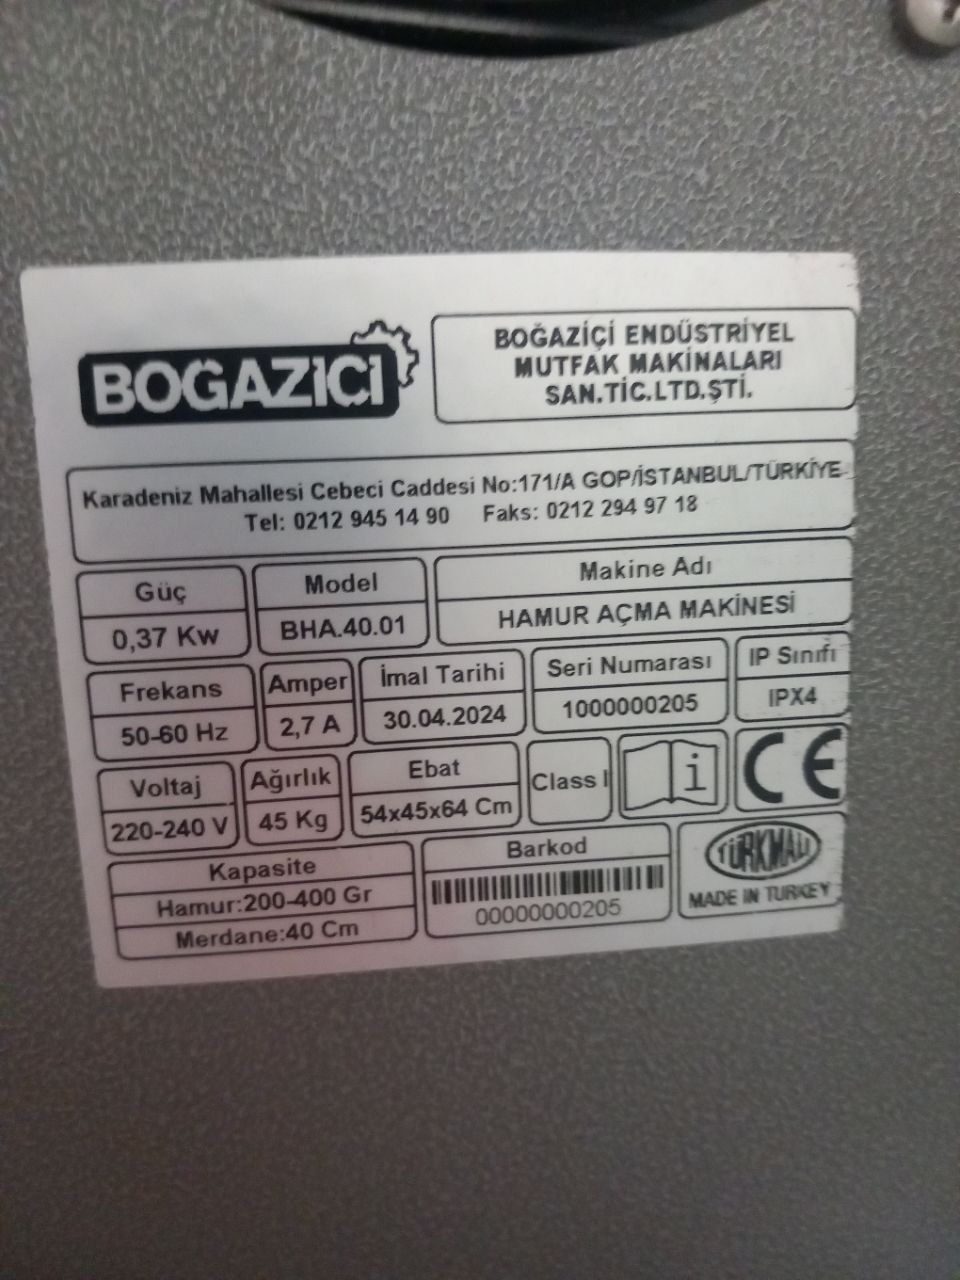 BOĞAZİÇİ
BOĞAZİÇİ ENDÜSTRİYEL
MUTFAK MAKİNALARI
SAN.TİC.LTD.ŞTİ.
Karadeniz Mahallesi Cebeci Caddesi No:171/A GOP/İSTANBUL/TÜRKİYE
Tel: 0212 945 14 90 Faks: 0212 294 97 18
Güç
0,37 Kw
Model
BHA.40.01
Makine Adı
HAMUR AÇMA MAKİNESİ
Frekans
50-60 Hz
Amper
2,7 A
İmal Tarihi
30.04.2024
Seri Numarası
1000000205
IP Sınıfı
IPX4
Voltaj
220-240 V
Ağırlık
45 Kg
Ebat
54x45x64 Cm
Class I
i
CE
Kapasite
Hamur:200-400 Gr
Merdane:40 Cm
Barkod
00000000205
TÜRKMALI
MADE IN TURKEY